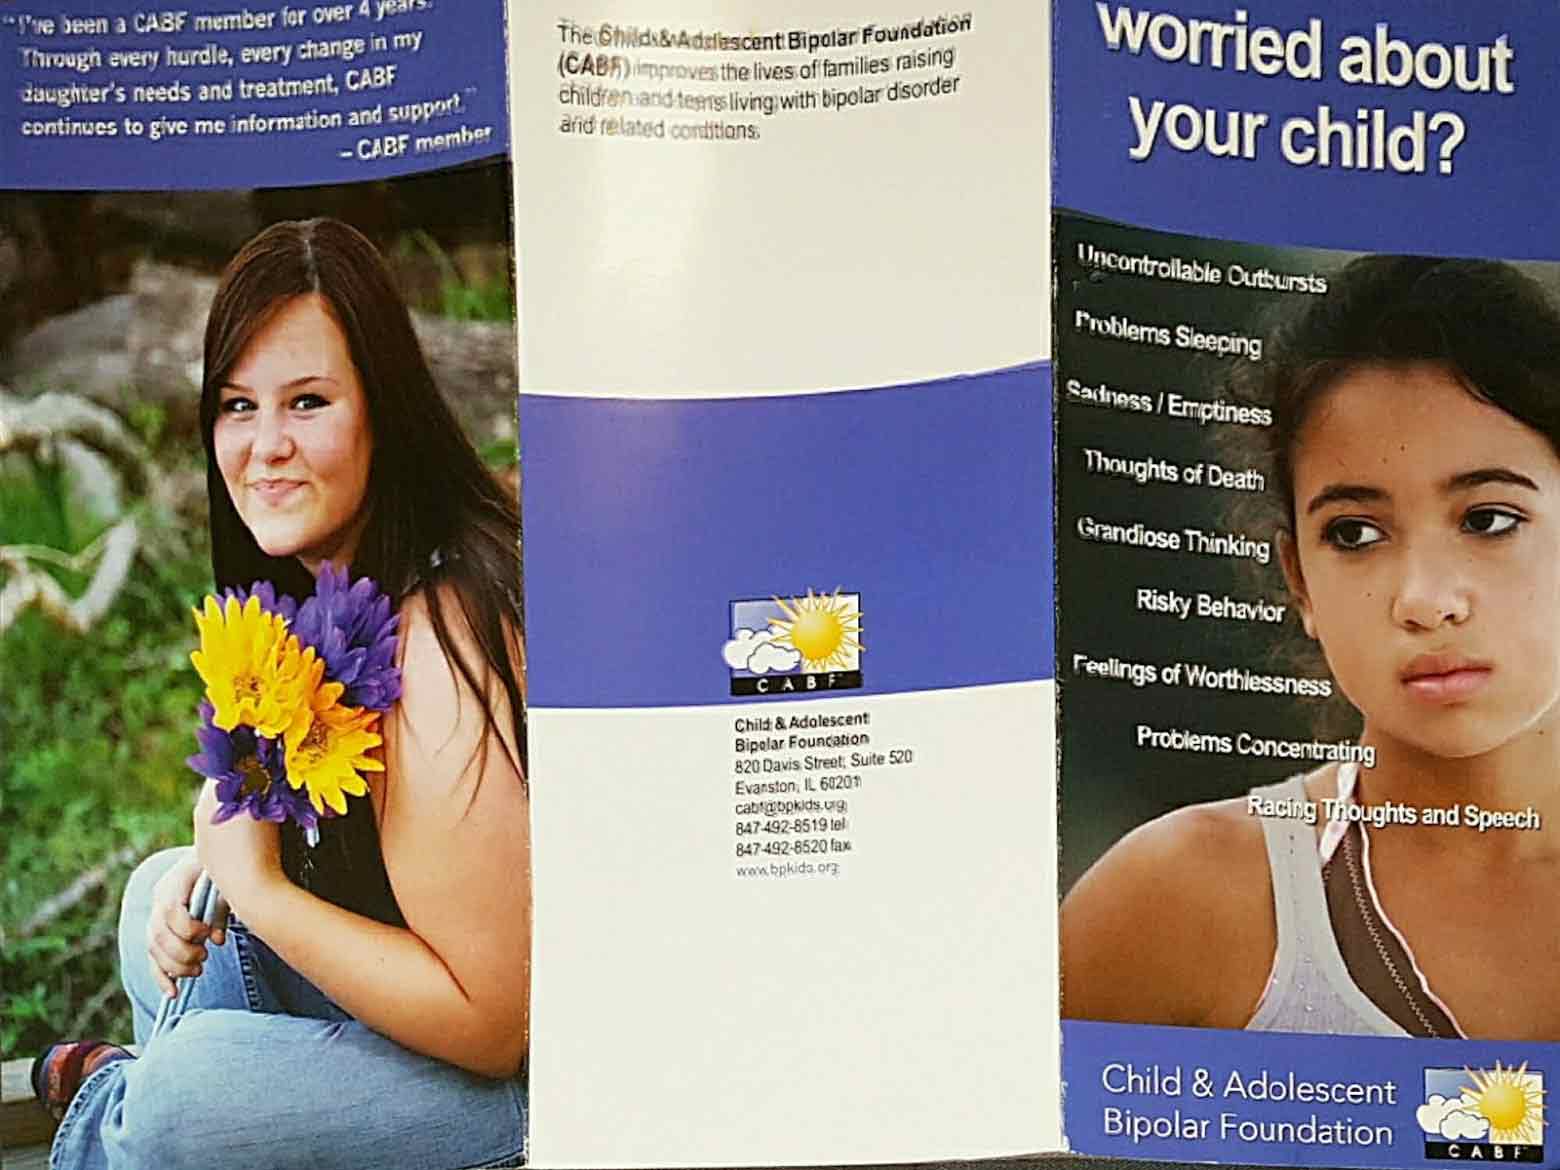 "I've been a CABF member for over 4 years.
Through every hurdle, every change in my
daughter's needs and treatment, CABF
continues to give me information and support."
– CABF member
The Child & Adolescent Bipolar Foundation
(CABF) improves the lives of families raising
children and teens living with bipolar disorder
and related conditions.
CABF
Child & Adolescent
Bipolar Foundation
820 Davis Street, Suite 520
Evanston, IL 60201
cabf@bpkids.org
847-492-8519 tel
847-492-8520 fax
www.bpkids.org
worried about
your child?
Uncontrollable Outbursts
Problems Sleeping
Sadness / Emptiness
Thoughts of Death
Grandiose Thinking
Risky Behavior
Feelings of Worthlessness
Problems Concentrating
Racing Thoughts and Speech
Child & Adolescent
Bipolar Foundation
CABF